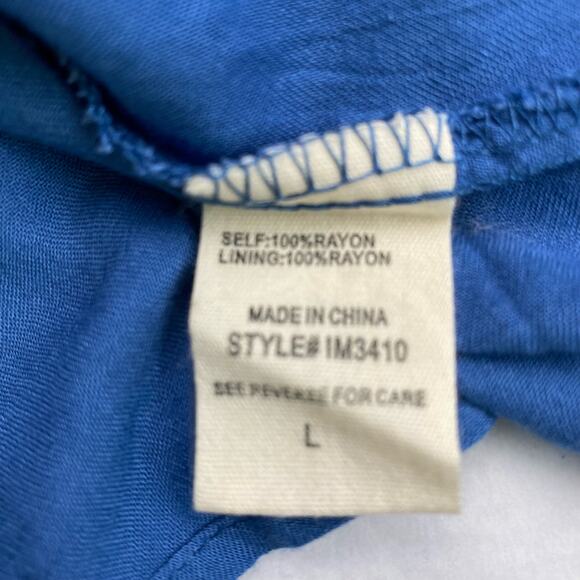 SELF:100%RAYON
LINING:100%RAYON
MADE IN CHINA
STYLE# IM3410
SEE REVERSE FOR CARE
L